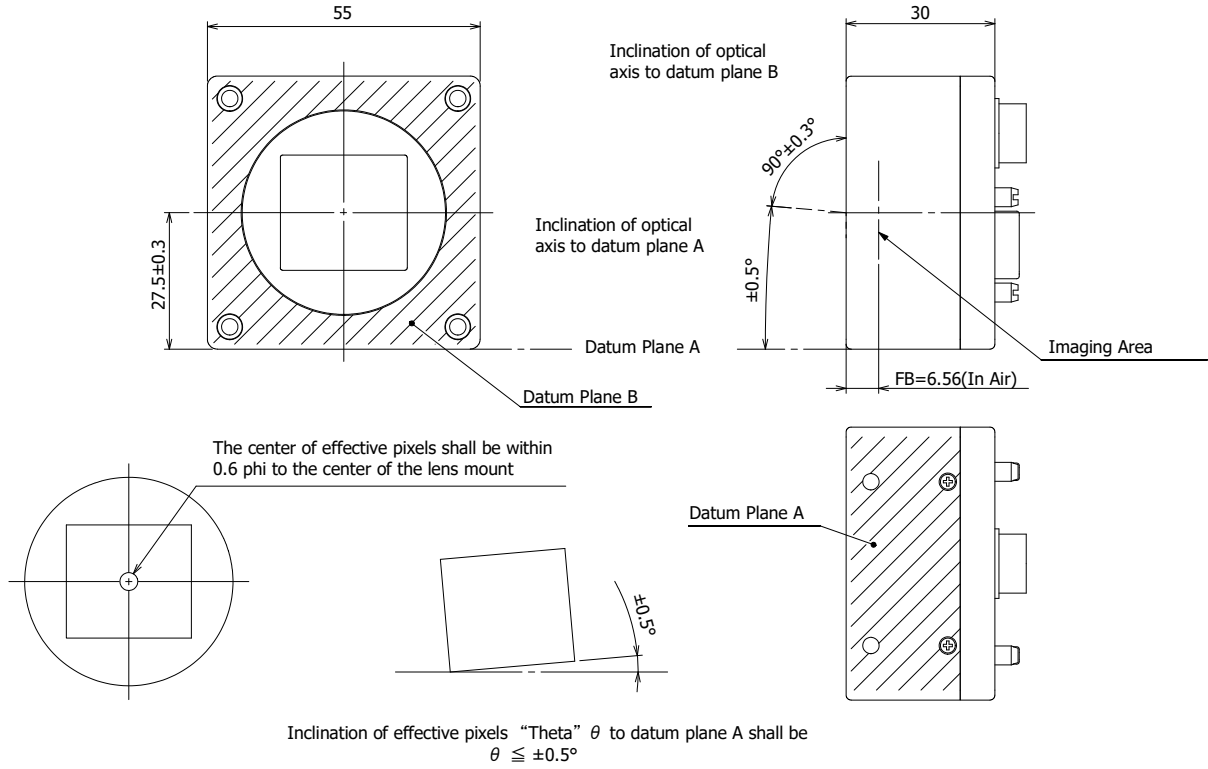 55
30
Inclination of optical
axis to datum plane B
90°±0.3°
27.5±0.3
Inclination of optical
axis to datum plane A
±0.5°
Datum Plane A
Imaging Area
FB=6.56(In Air)
Datum Plane B
The center of effective pixels shall be within
0.6 phi to the center of the lens mount
Datum Plane A
±0.5°
Inclination of effective pixels “Theta” θ to datum plane A shall be
θ ≦ ±0.5°